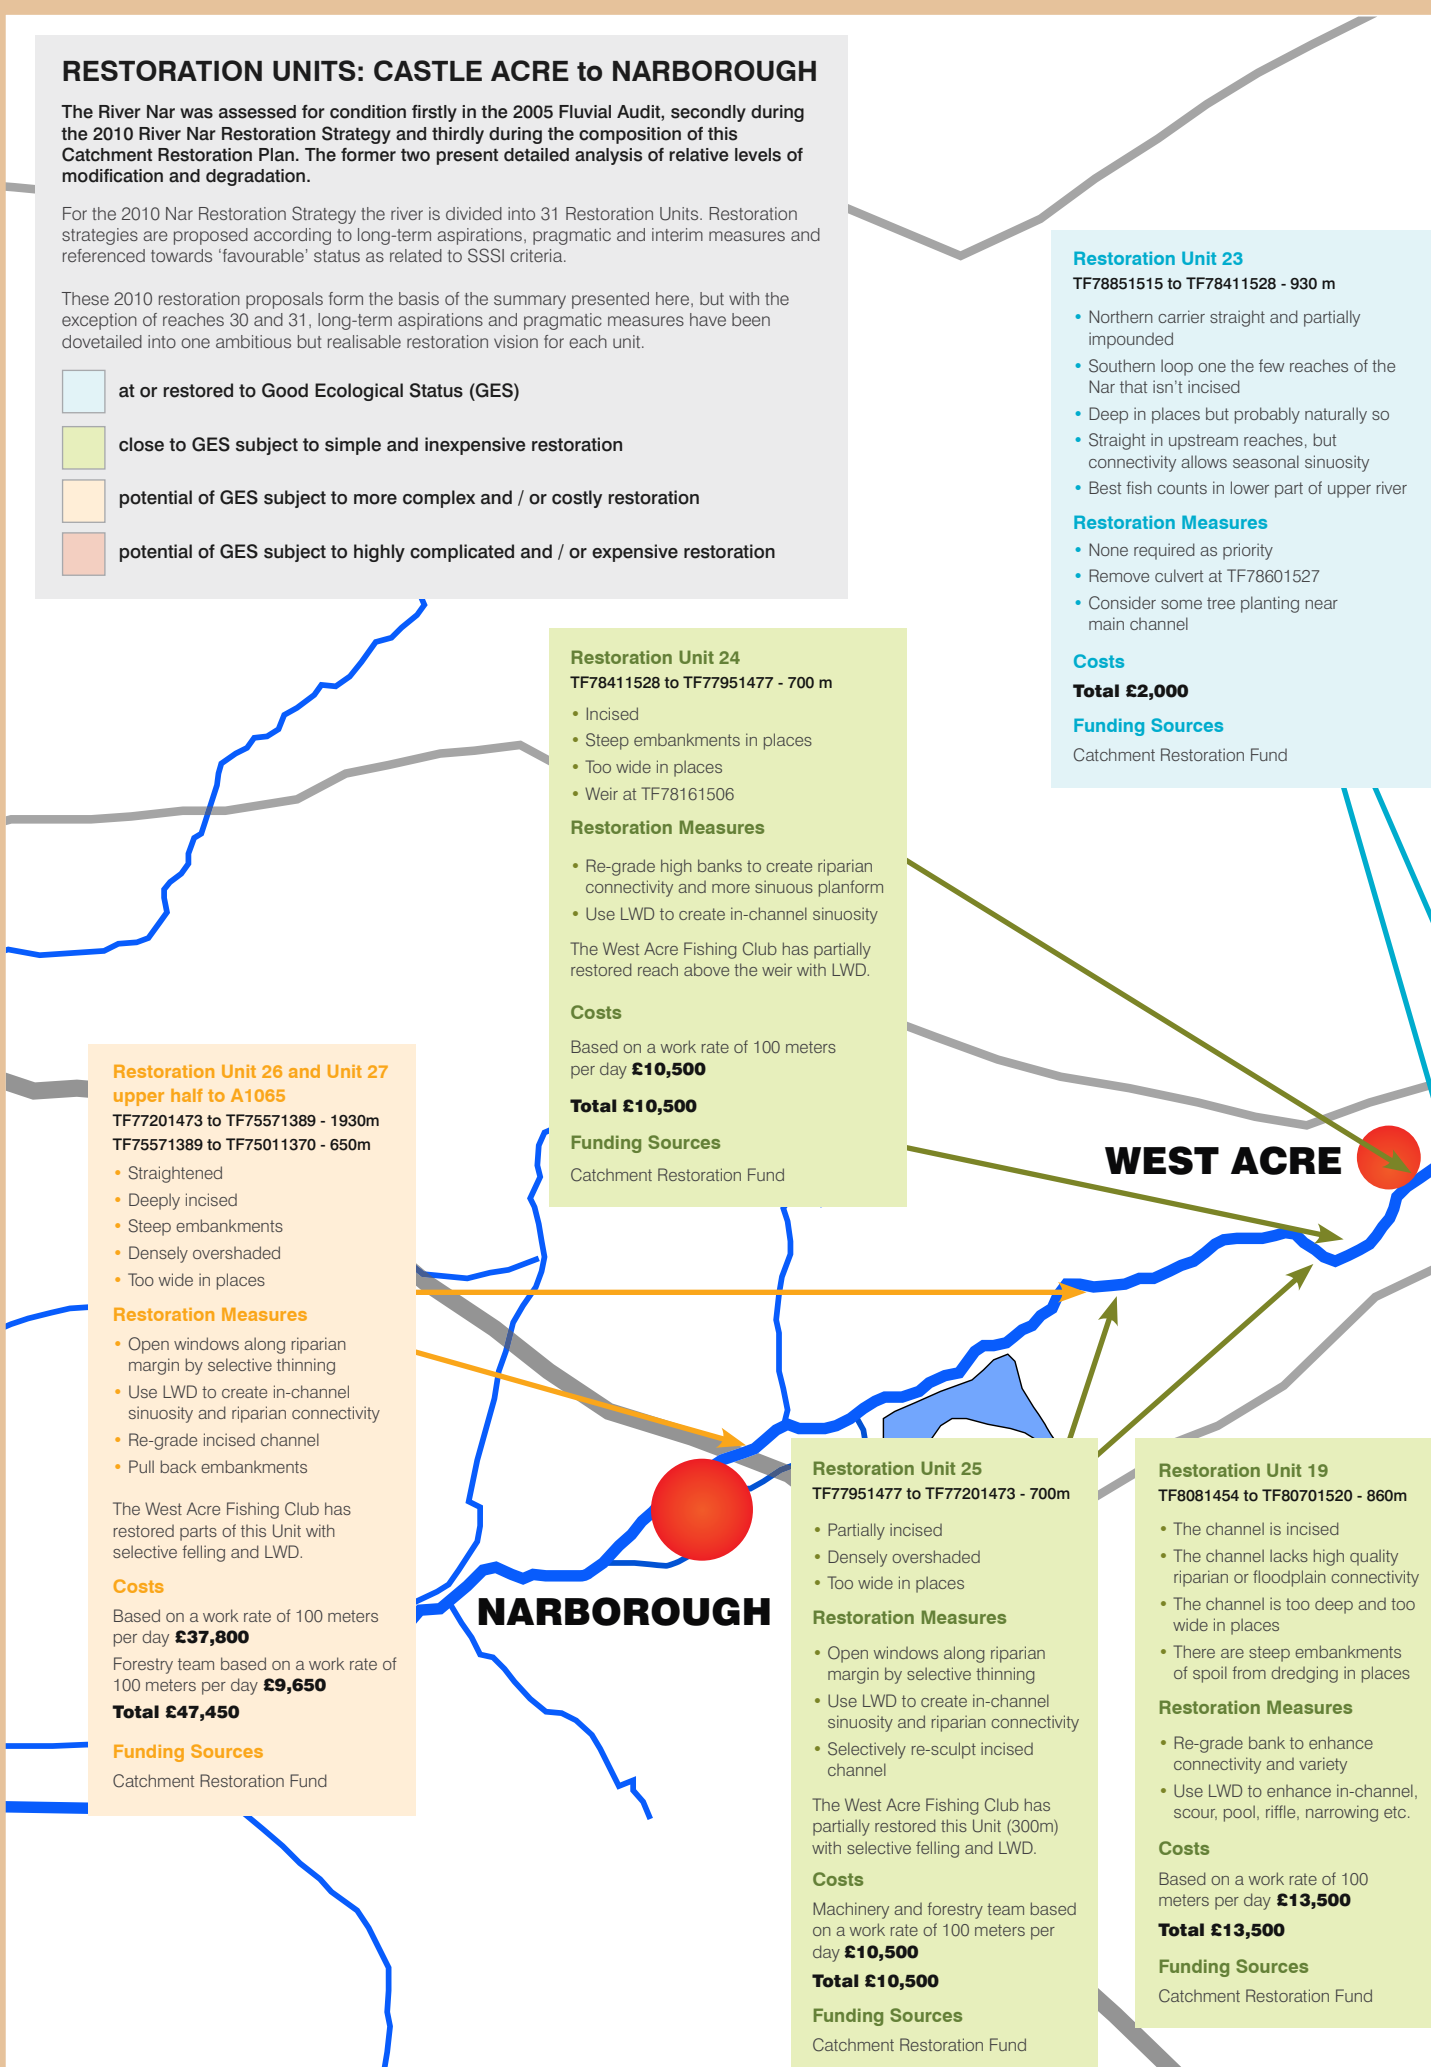 RESTORATION UNITS: CASTLE ACRE to NARBOROUGH
The River Nar was assessed for condition firstly in the 2005 Fluvial Audit, secondly during
the 2010 River Nar Restoration Strategy and thirdly during the composition of this
Catchment Restoration Plan. The former two present detailed analysis of relative levels of
modification and degradation.
For the 2010 Nar Restoration Strategy the river is divided into 31 Restoration Units. Restoration
strategies are proposed according to long-term aspirations, pragmatic and interim measures and
referenced towards ‘favourable’ status as related to SSSI criteria.
These 2010 restoration proposals form the basis of the summary presented here, but with the
exception of reaches 30 and 31, long-term aspirations and pragmatic measures have been
dovetailed into one ambitious but realisable restoration vision for each unit.
at or restored to Good Ecological Status (GES)
close to GES subject to simple and inexpensive restoration
potential of GES subject to more complex and / or costly restoration
potential of GES subject to highly complicated and / or expensive restoration
Restoration Unit 23
TF78851515 to TF78411528 - 930 m
• Northern carrier straight and partially
impounded
• Southern loop one the few reaches of the
Nar that isn’t incised
• Deep in places but probably naturally so
• Straight in upstream reaches, but
connectivity allows seasonal sinuosity
• Best fish counts in lower part of upper river
Restoration Measures
• None required as priority
• Remove culvert at TF78601527
• Consider some tree planting near
main channel
Costs
Total £2,000
Funding Sources
Catchment Restoration Fund
Restoration Unit 24
TF78411528 to TF77951477 - 700 m
• Incised
• Steep embankments in places
• Too wide in places
• Weir at TF78161506
Restoration Measures
• Re-grade high banks to create riparian
connectivity and more sinuous planform
• Use LWD to create in-channel sinuosity
The West Acre Fishing Club has partially
restored reach above the weir with LWD.
Costs
Based on a work rate of 100 meters
per day £10,500
Total £10,500
Funding Sources
Catchment Restoration Fund
Restoration Unit 26 and Unit 27
upper half to A1065
TF77201473 to TF75571389 - 1930m
TF75571389 to TF75011370 - 650m
• Straightened
• Deeply incised
• Steep embankments
• Densely overshaded
• Too wide in places
Restoration Measures
• Open windows along riparian
margin by selective thinning
• Use LWD to create in-channel
sinuosity and riparian connectivity
• Re-grade incised channel
• Pull back embankments
The West Acre Fishing Club has
restored parts of this Unit with
selective felling and LWD.
Costs
Based on a work rate of 100 meters
per day £37,800
Forestry team based on a work rate of
100 meters per day £9,650
Total £47,450
Funding Sources
Catchment Restoration Fund
WEST ACRE
NARBOROUGH
Restoration Unit 25
TF77951477 to TF77201473 - 700m
• Partially incised
• Densely overshaded
• Too wide in places
Restoration Measures
• Open windows along riparian
margin by selective thinning
• Use LWD to create in-channel
sinuosity and riparian connectivity
• Selectively re-sculpt incised
channel
The West Acre Fishing Club has
partially restored this Unit (300m)
with selective felling and LWD.
Costs
Machinery and forestry team based
on a work rate of 100 meters per
day £10,500
Total £10,500
Funding Sources
Catchment Restoration Fund
Restoration Unit 19
TF8081454 to TF80701520 - 860m
• The channel is incised
• The channel lacks high quality
riparian or floodplain connectivity
• The channel is too deep and too
wide in places
• There are steep embankments
of spoil from dredging in places
Restoration Measures
• Re-grade bank to enhance
connectivity and variety
• Use LWD to enhance in-channel,
scour, pool, riffle, narrowing etc.
Costs
Based on a work rate of 100
meters per day £13,500
Total £13,500
Funding Sources
Catchment Restoration Fund